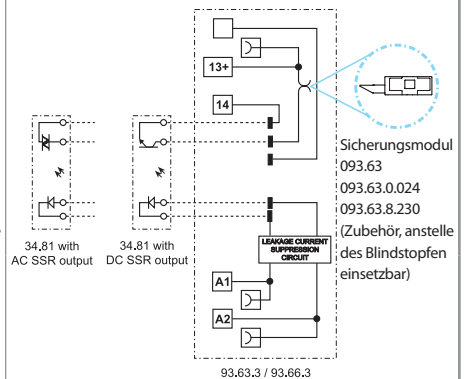 13+
14
Sicherungsmodul
093.63
093.63.0.024
093.63.8.230
(Zubehör, anstelle
des Blindstopfen
einsetzbar)
34.81 with
AC SSR output
34.81 with
DC SSR output
LEAKAGE CURRENT
SUPPRESSION
CIRCUIT
A1
A2
93.63.3 / 93.66.3